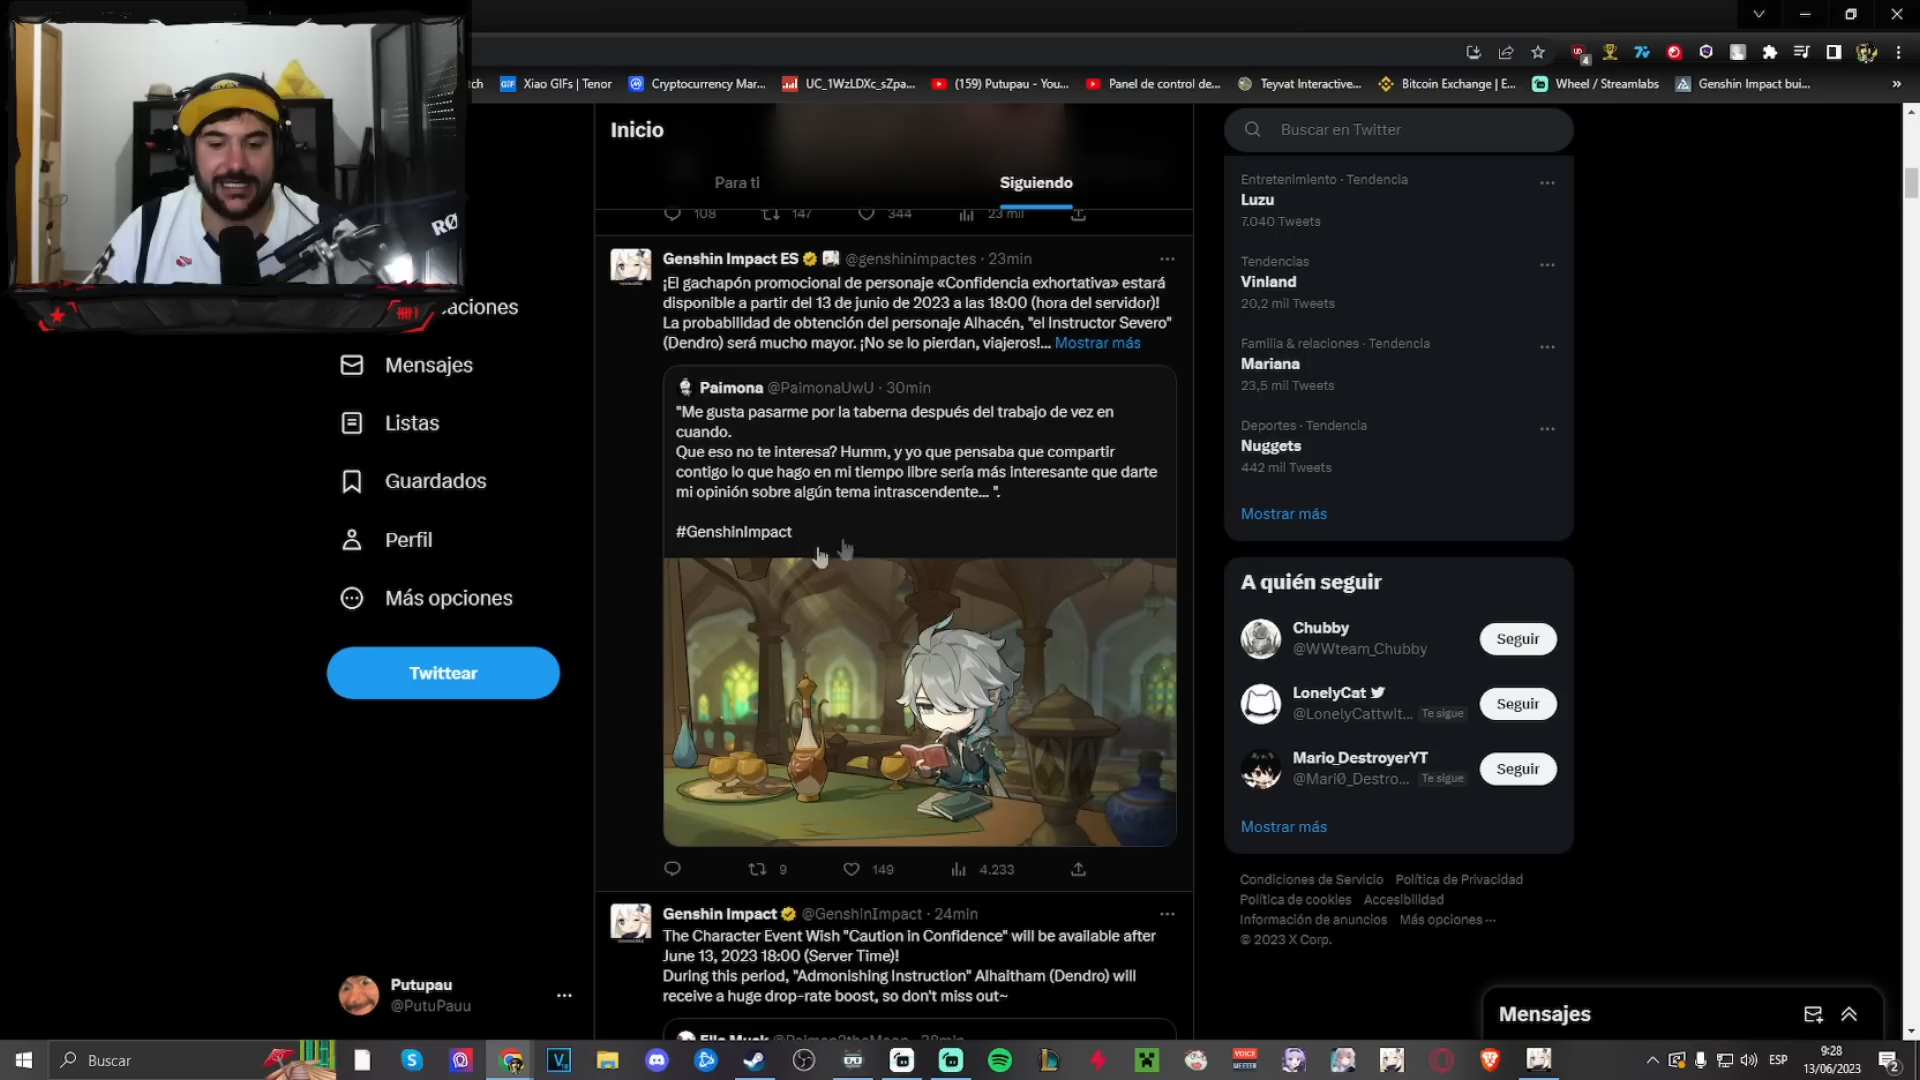 tch
Xiao GIFs | Tenor
Cryptocurrency Mar...
UC_1WzLDXc_sZpa...
(159) Putupau - You...
Panel de control de...
Teyvat Interactive...
Bitcoin Exchange | E...
Wheel / Streamlabs
Genshin Impact bui...
»
RØ
aciones
Mensajes
Listas
Guardados
Perfil
Más opciones
Twittear
Putupau
@PutuPauu
Inicio
Para ti
Siguiendo
108 147 344 23 mil
Genshin Impact ES @genshinimpactes · 23min
¡El gachapón promocional de personaje «Confidencia exhortativa» estará
disponible a partir del 13 de junio de 2023 a las 18:00 (hora del servidor)!
La probabilidad de obtención del personaje Alhacén, "el Instructor Severo"
(Dendro) será mucho mayor. ¡No se lo pierdan, viajeros!... Mostrar más
Paimona @PaimonaUwU · 30min
"Me gusta pasarme por la taberna después del trabajo de vez en
cuando.
Que eso no te interesa? Humm, y yo que pensaba que compartir
contigo lo que hago en mi tiempo libre sería más interesante que darte
mi opinión sobre algún tema intrascendente... ".
#GenshinImpact
9 149 4.233
Genshin Impact @GenshinImpact · 24min
The Character Event Wish "Caution in Confidence" will be available after
June 13, 2023 18:00 (Server Time)!
During this period, "Admonishing Instruction" Alhaitham (Dendro) will
receive a huge drop-rate boost, so don't miss out~
Buscar en Twitter
Entretenimiento · Tendencia
Luzu
7.040 Tweets
Tendencias
Vinland
20,2 mil Tweets
Familia & relaciones · Tendencia
Mariana
23,5 mil Tweets
Deportes · Tendencia
Nuggets
442 mil Tweets
Mostrar más
A quién seguir
Chubby
@WWteam_Chubby
Seguir
LonelyCat
@LonelyCattwit... Te sigue
Seguir
Mario_DestroyerYT
@Mari0_Destro... Te sigue
Seguir
Mostrar más
Condiciones de Servicio Política de Privacidad
Política de cookies Accesibilidad
Información de anuncios Más opciones ···
© 2023 X Corp.
Mensajes
Buscar
ESP
9:28
13/06/2023
2